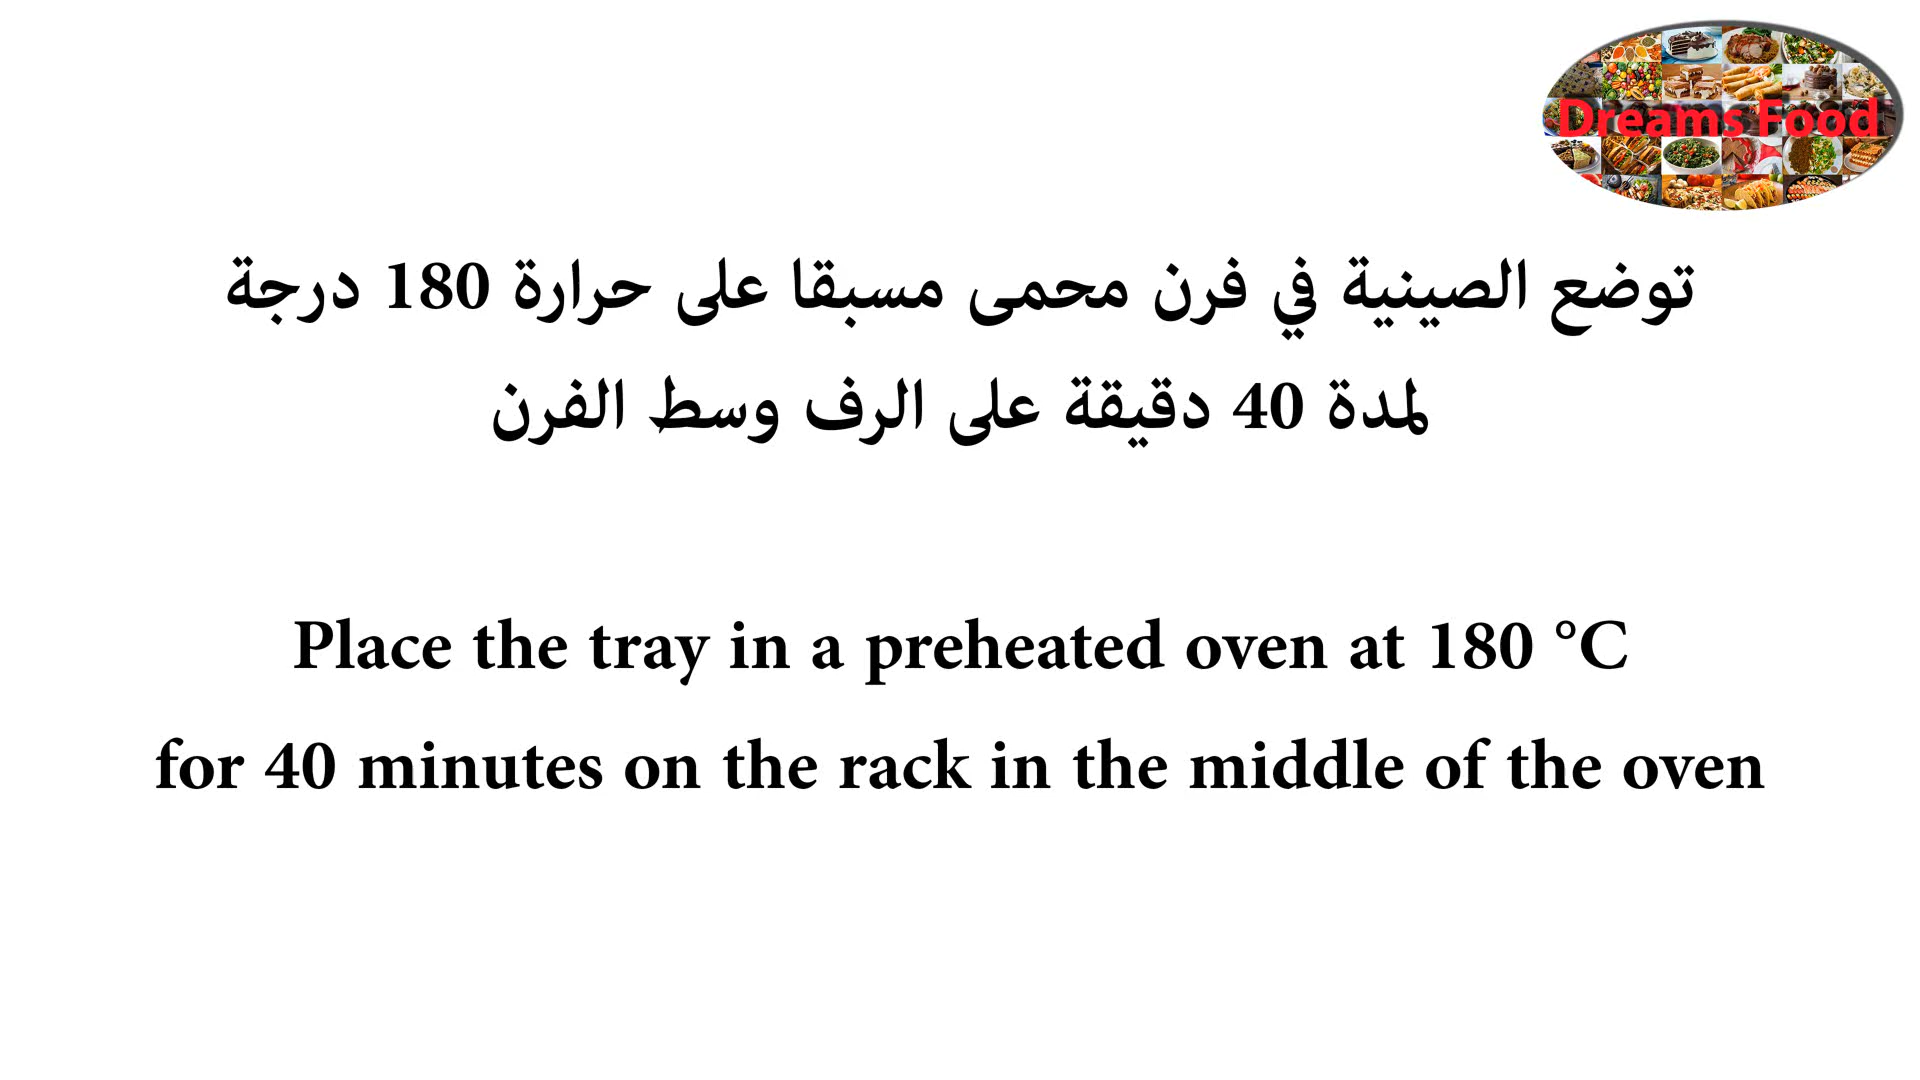 Dreams Food
توضع الصينية في فرن محمى مسبقا على حرارة 180 درجة
لمدة 40 دقيقة على الرف وسط الفرن
Place the tray in a preheated oven at 180 °C
for 40 minutes on the rack in the middle of the oven